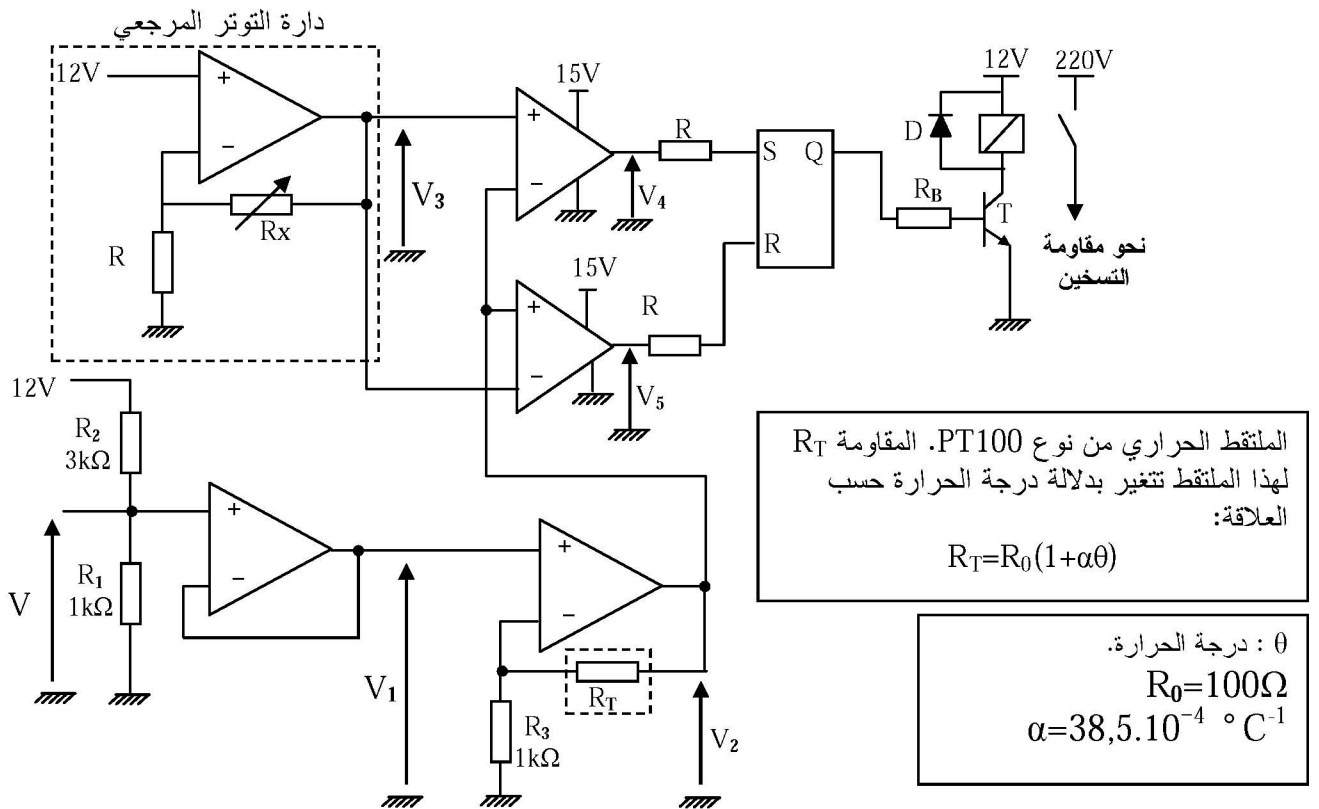 دارة التوتر المرجعي
12V
+
−
R
Rx
V3
15V
+
−
V4
R
S
Q
R
RB
T
D
12V
220V
نحو مقاومة
التسخين
15V
+
−
V5
R
12V
R2
3kΩ
R1
1kΩ
V
+
−
V1
+
−
RT
R3
1kΩ
V2
الملتقط الحراري من نوع PT100. المقاومة RT
لهذا الملتقط تتغير بدلالة درجة الحرارة حسب
العلاقة:
RT=R0(1+αθ)
θ : درجة الحرارة.
R0=100Ω
α=38,5.10⁻⁴ °C⁻¹